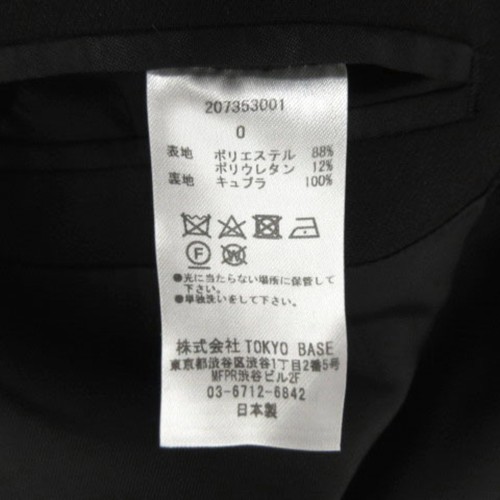 207353001
0
表地 ポリエステル 88%
ポリウレタン 12%
裏地 キュプラ 100%
F W
●光に当たらない場所に保管して
下さい。
●単独洗いをして下さい。
株式会社 TOKYO BASE
東京都渋谷区渋谷1丁目2番5号
MFPR渋谷ビル2F
03-6712-6842
日本製